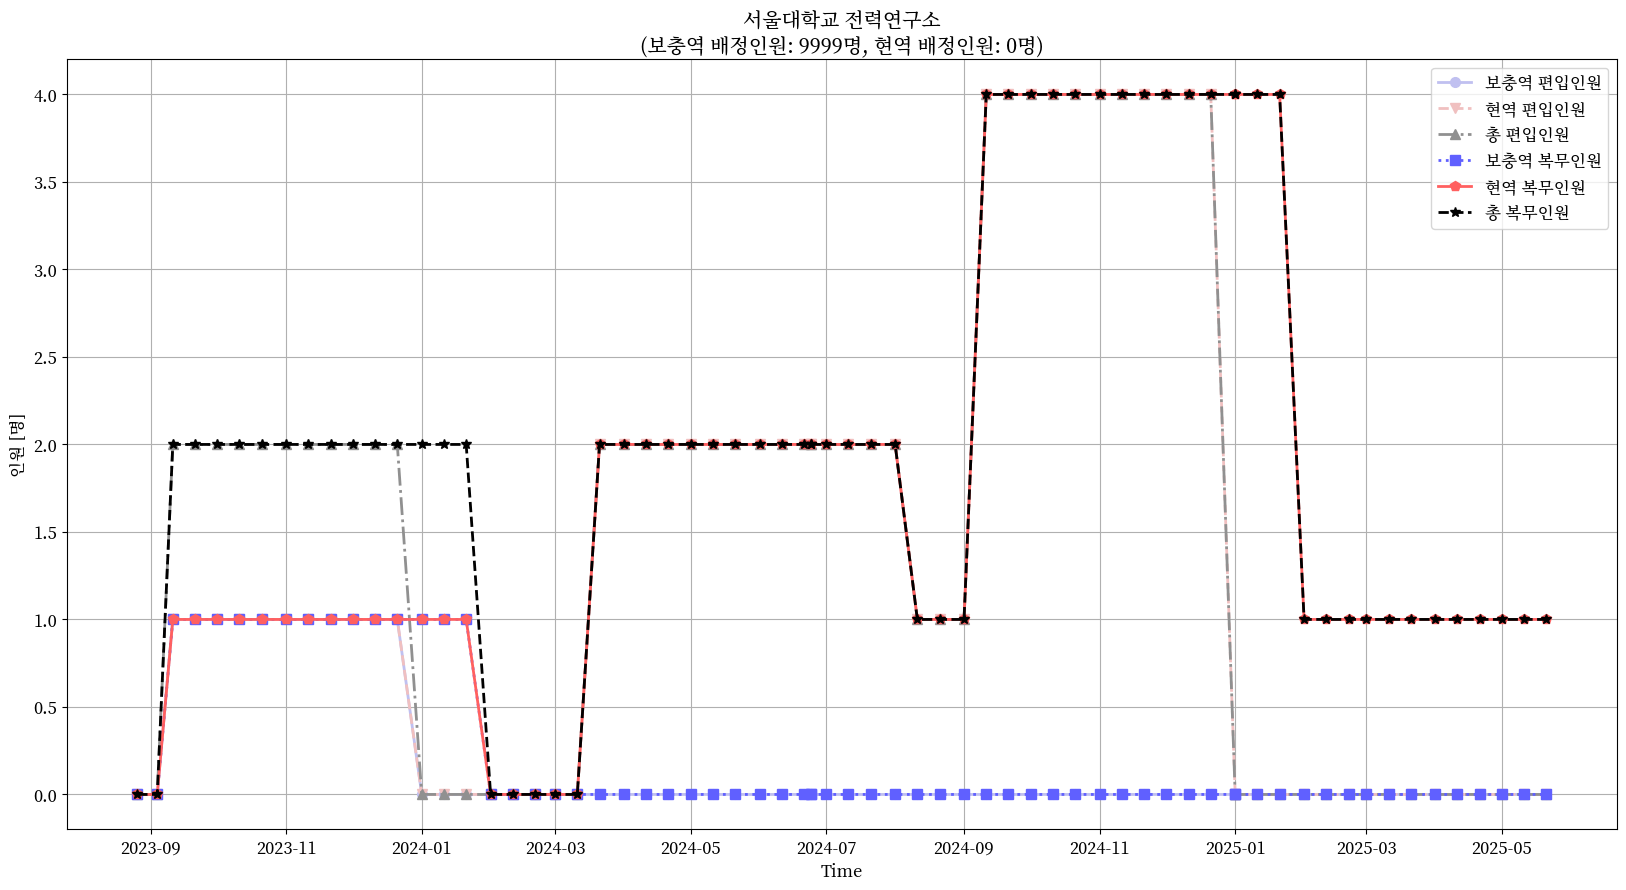 서울대학교 전력연구소
(보충역 배정인원: 9999명, 현역 배정인원: 0명)
보충역 편입인원
현역 편입인원
총 편입인원
보충역 복무인원
현역 복무인원
총 복무인원
인원 [명]
4.0
3.5
3.0
2.5
2.0
1.5
1.0
0.5
0.0
2023-09
2023-11
2024-01
2024-03
2024-05
2024-07
2024-09
2024-11
2025-01
2025-03
2025-05
Time